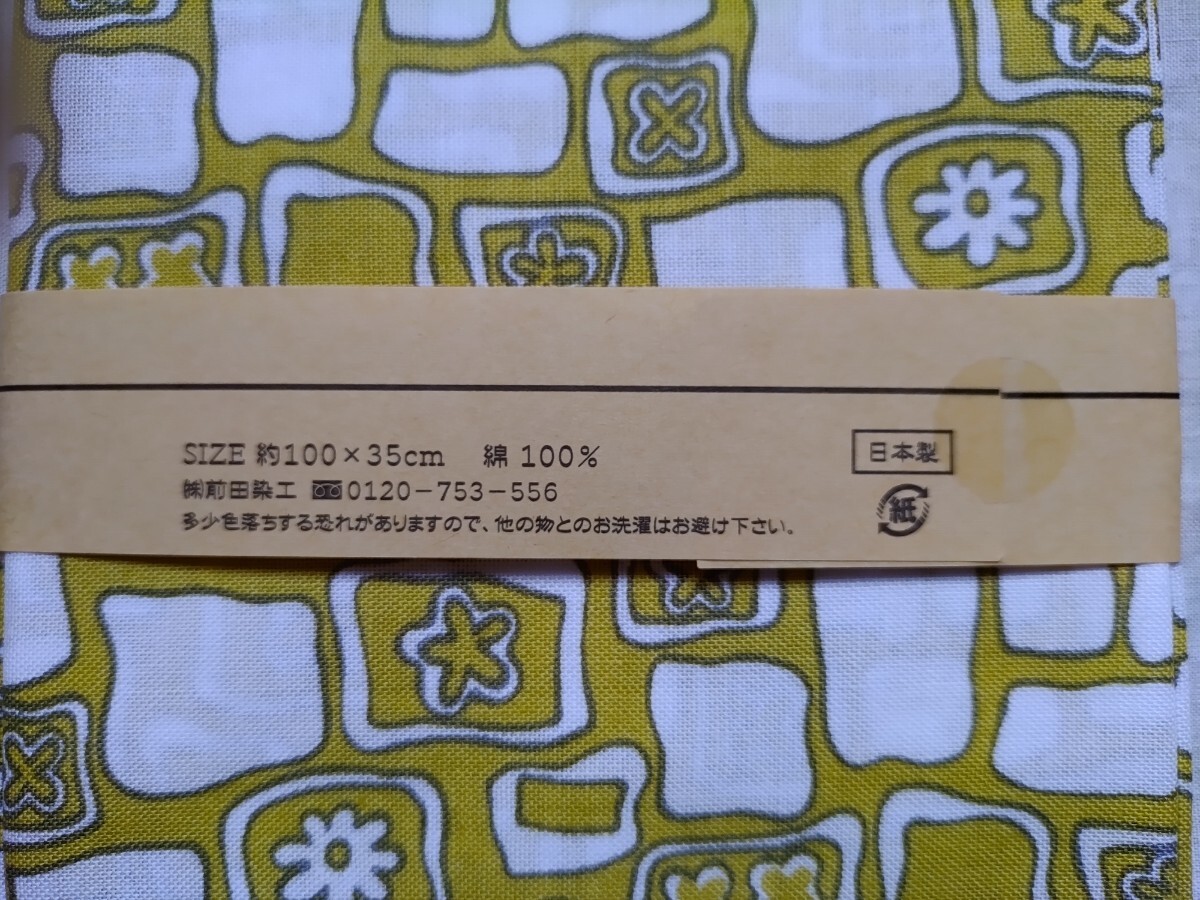 SIZE 約100×35cm 綿 100%
日本製
㈱前田染工 0120-753-556
紙
多少色落ちする恐れがありますので、他の物とのお洗濯はお避け下さい。